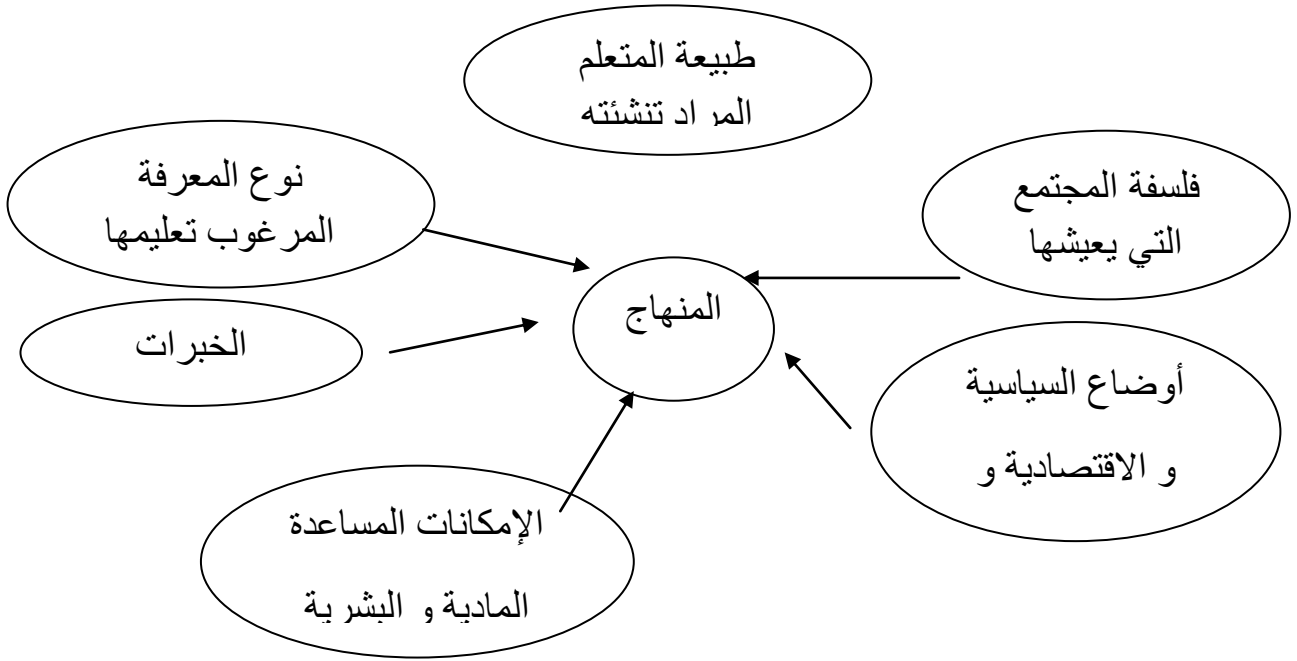 طبيعة المتعلم
المراد تنشئته
فلسفة المجتمع
التي يعيشها
نوع المعرفة
المرغوب تعليمها
المنهاج
الخبرات
أوضاع السياسية
و الاقتصادية و
الإمكانات المساعدة
المادية و البشرية